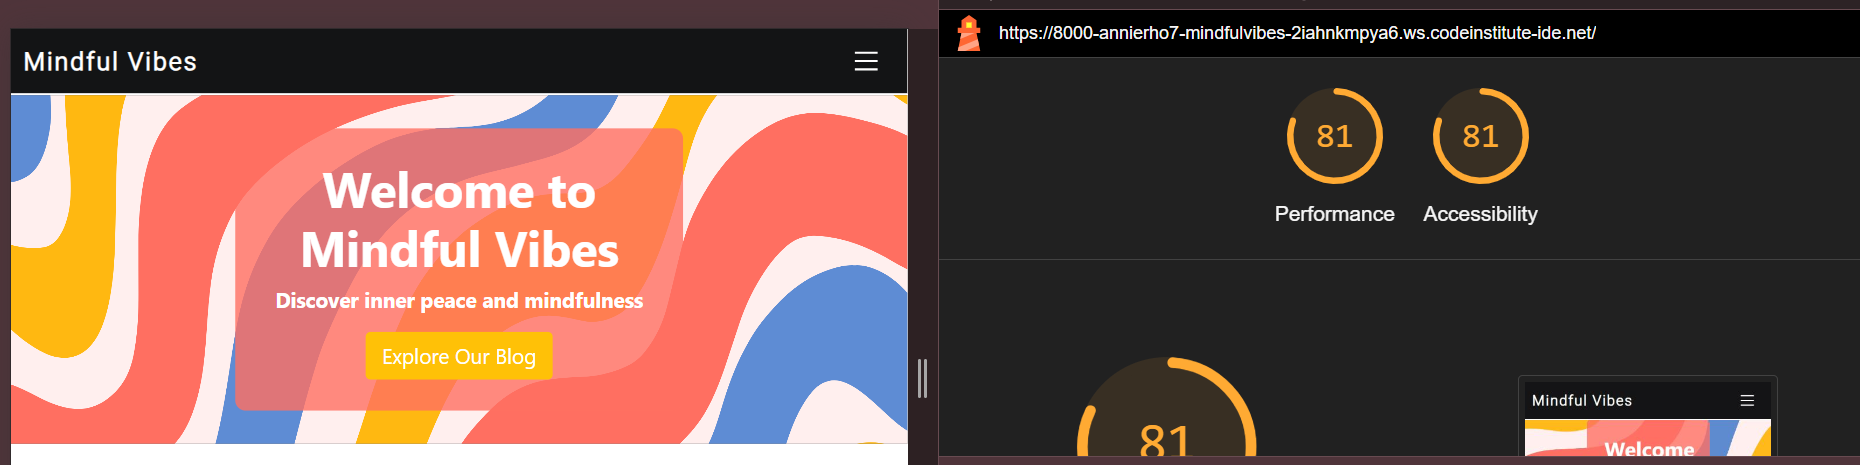 Mindful Vibes
Welcome to
Mindful Vibes
Discover inner peace and mindfulness
Explore Our Blog
https://8000-annierho7-mindfulvibes-2iahnkmpya6.ws.codeinstitute-ide.net/
81
81
Performance
Accessibility
81
Mindful Vibes
Welcome